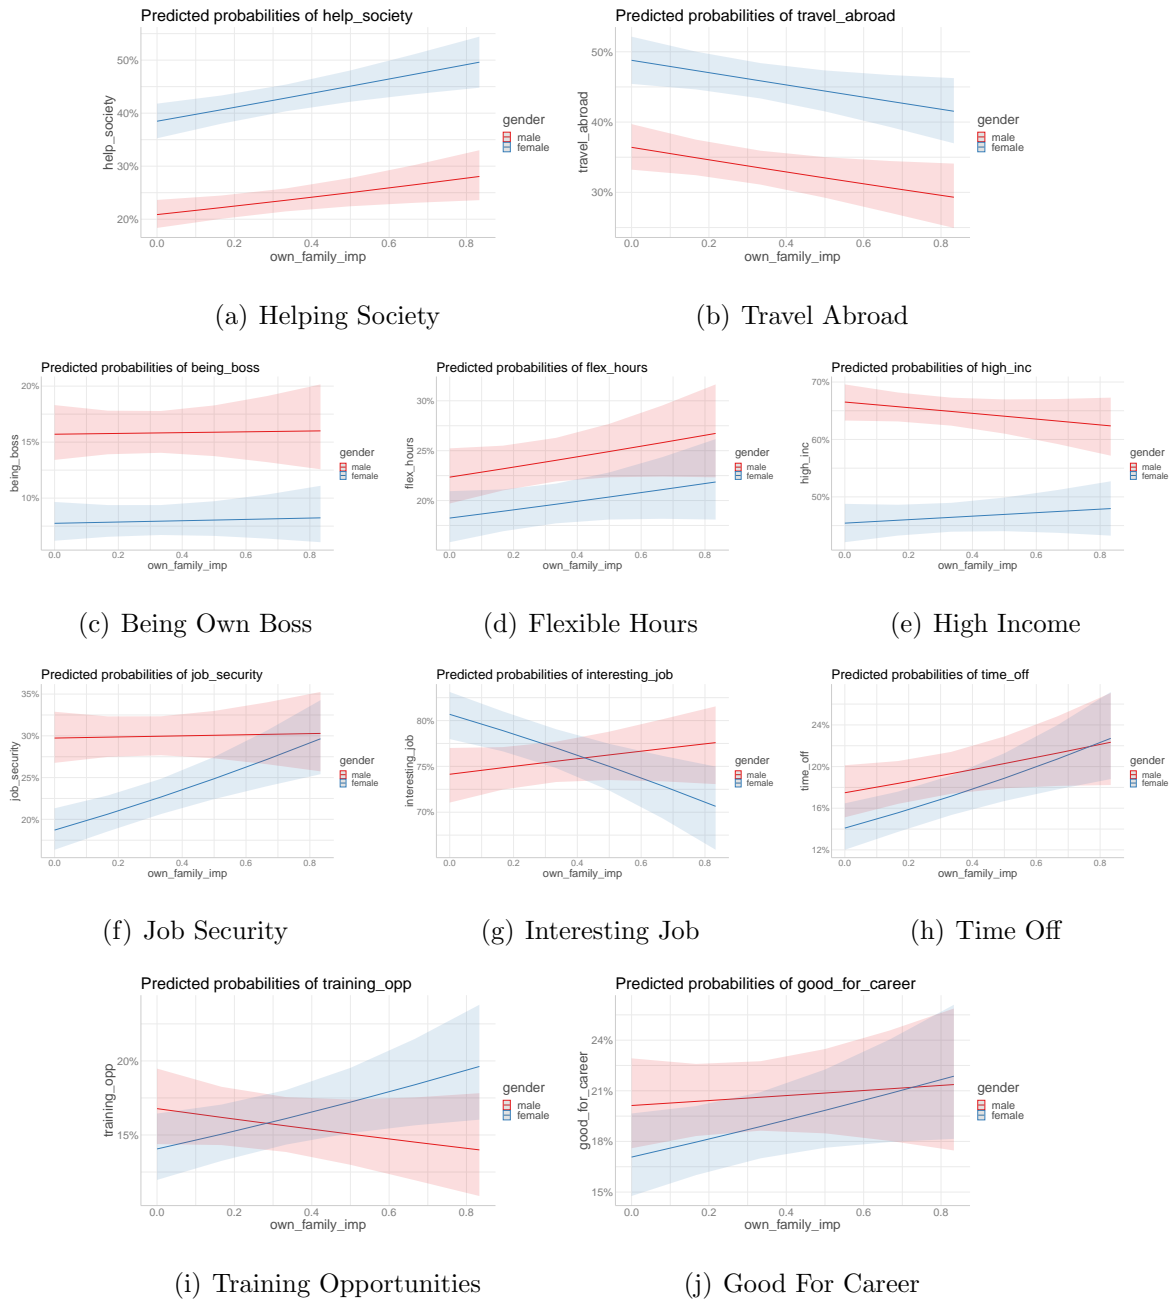 Predicted probabilities of help_society
50%
40%
30%
20%
help_society
0.0 0.2 0.4 0.6 0.8
own_family_imp
gender
male
female
(a) Helping Society
Predicted probabilities of travel_abroad
50%
40%
30%
travel_abroad
0.0 0.2 0.4 0.6 0.8
own_family_imp
gender
male
female
(b) Travel Abroad
Predicted probabilities of being_boss
20%
15%
10%
being_boss
0.0 0.2 0.4 0.6 0.8
own_family_imp
gender
male
female
(c) Being Own Boss
Predicted probabilities of flex_hours
30%
25%
20%
flex_hours
0.0 0.2 0.4 0.6 0.8
own_family_imp
gender
male
female
(d) Flexible Hours
Predicted probabilities of high_inc
70%
60%
50%
high_inc
0.0 0.2 0.4 0.6 0.8
own_family_imp
gender
male
female
(e) High Income
Predicted probabilities of job_security
35%
30%
25%
20%
job_security
0.0 0.2 0.4 0.6 0.8
own_family_imp
gender
male
female
(f) Job Security
Predicted probabilities of interesting_job
80%
75%
70%
interesting_job
0.0 0.2 0.4 0.6 0.8
own_family_imp
gender
male
female
(g) Interesting Job
Predicted probabilities of time_off
24%
20%
16%
12%
time_off
0.0 0.2 0.4 0.6 0.8
own_family_imp
gender
male
female
(h) Time Off
Predicted probabilities of training_opp
20%
15%
training_opp
0.0 0.2 0.4 0.6 0.8
own_family_imp
gender
male
female
(i) Training Opportunities
Predicted probabilities of good_for_career
24%
21%
18%
15%
good_for_career
0.0 0.2 0.4 0.6 0.8
own_family_imp
gender
male
female
(j) Good For Career